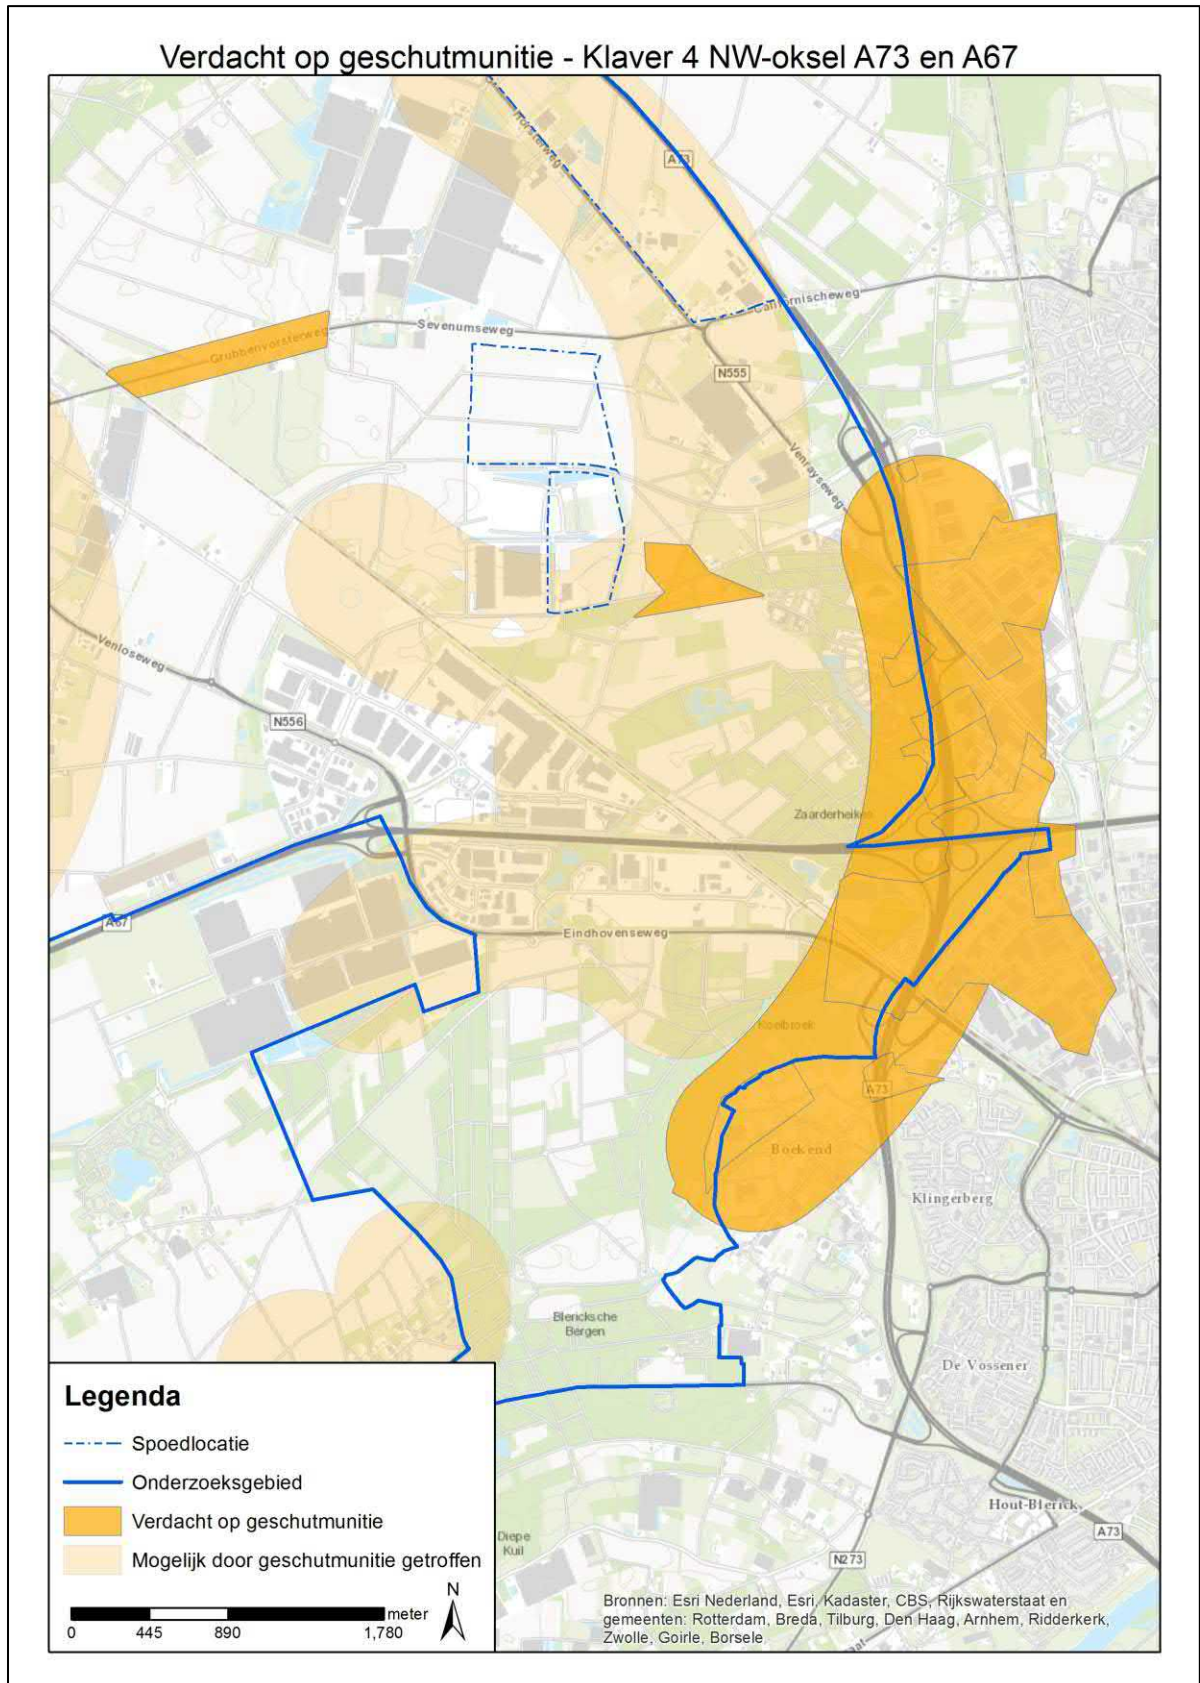 Verdacht op geschutmunitie - Klaver 4 NW-oksel A73 en A67
Horsterweg
A73
Californischeweg
Sevenumseweg
Grubbenvorsterweg
N555
Venrayseweg
Venloseweg
N556
Zaarderheiken
A67
Eindhovenseweg
Koelbroek
A73
Boekend
Klingerberg
Blericksche
Bergen
De Vossener
Hout-Blerick
A73
Diepe
Kuil
N273
Legenda
Spoedlocatie
Onderzoeksgebied
Verdacht op geschutmunitie
Mogelijk door geschutmunitie getroffen
N
meter
0 445 890 1,780
Bronnen: Esri Nederland, Esri, Kadaster, CBS, Rijkswaterstaat en
gemeenten: Rotterdam, Breda, Tilburg, Den Haag, Arnhem, Ridderkerk,
Zwolle, Goirle, Borsele